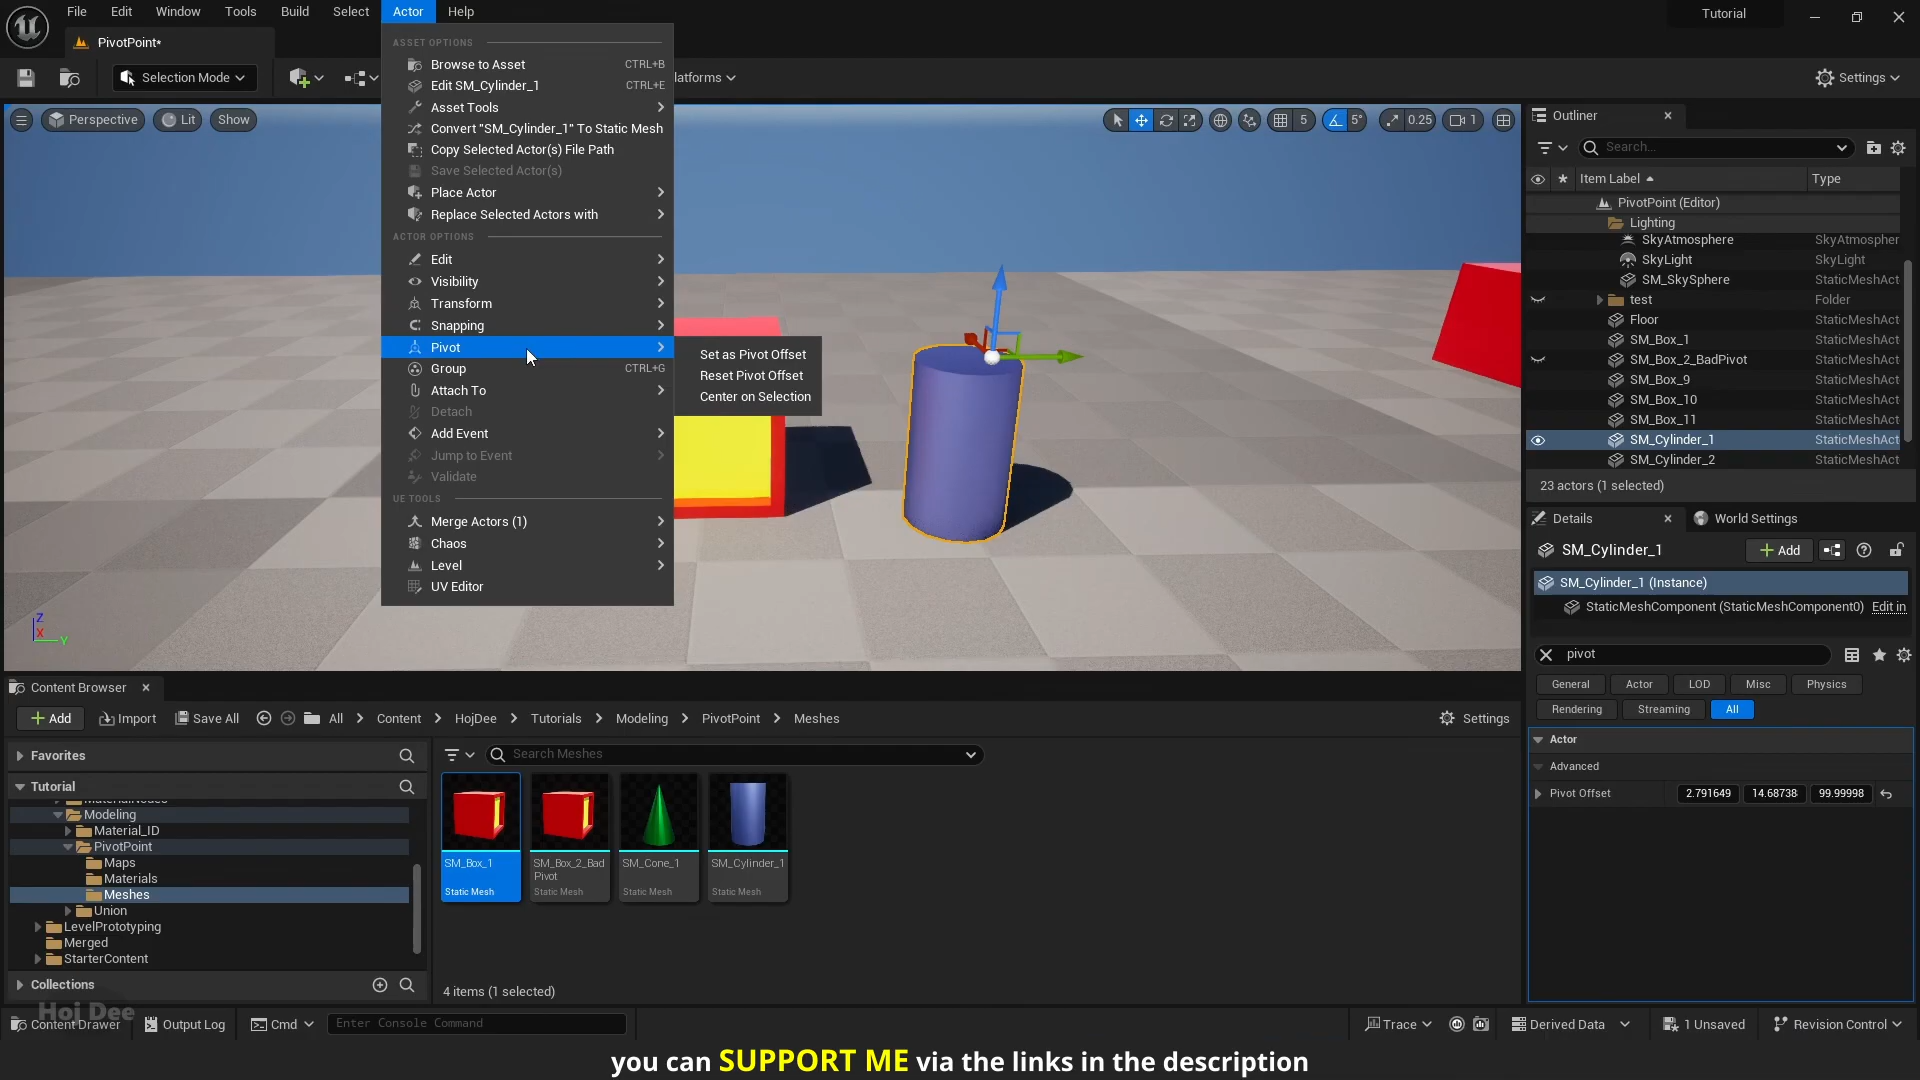 File Edit Window Tools Build Select Actor Help
Tutorial
PivotPoint*
Selection Mode
latforms
Settings
ASSET OPTIONS
Browse to Asset CTRL+B
Edit SM_Cylinder_1 CTRL+E
Asset Tools
Convert "SM_Cylinder_1" To Static Mesh
Copy Selected Actor(s) File Path
Save Selected Actor(s)
Place Actor
Replace Selected Actors with
ACTOR OPTIONS
Edit
Visibility
Transform
Snapping
Pivot
Group CTRL+G
Attach To
Detach
Add Event
Jump to Event
Validate
UE TOOLS
Merge Actors (1)
Chaos
Level
UV Editor
Set as Pivot Offset
Reset Pivot Offset
Center on Selection
Perspective Lit Show
5 5° 0.25 1
Z
X Y
Outliner
Search...
Item Label Type
PivotPoint (Editor)
Lighting
SkyAtmosphere SkyAtmospher
SkyLight SkyLight
SM_SkySphere StaticMeshAct
test Folder
Floor StaticMeshAct
SM_Box_1 StaticMeshAct
SM_Box_2_BadPivot StaticMeshAct
SM_Box_9 StaticMeshAct
SM_Box_10 StaticMeshAct
SM_Box_11 StaticMeshAct
SM_Cylinder_1 StaticMeshAct
SM_Cylinder_2 StaticMeshAct
23 actors (1 selected)
Details World Settings
SM_Cylinder_1 Add
SM_Cylinder_1 (Instance)
StaticMeshComponent (StaticMeshComponent0) Edit in
pivot
General Actor LOD Misc Physics
Rendering Streaming All
Actor
Advanced
Pivot Offset 2.791649 14.68738 99.99998
Content Browser
Add Import Save All All Content HojDee Tutorials Modeling PivotPoint Meshes Settings
Favorites
Tutorial
MaterialNodes
Modeling
Material_ID
PivotPoint
Maps
Materials
Meshes
Union
LevelPrototyping
Merged
StarterContent
Collections
Search Meshes
SM_Box_1
Static Mesh
SM_Box_2_Bad
Pivot
Static Mesh
SM_Cone_1
Static Mesh
SM_Cylinder_1
Static Mesh
4 items (1 selected)
Hoj Dee
Content Drawer Output Log Cmd Enter Console Command Trace Derived Data 1 Unsaved Revision Control
you can SUPPORT ME via the links in the description